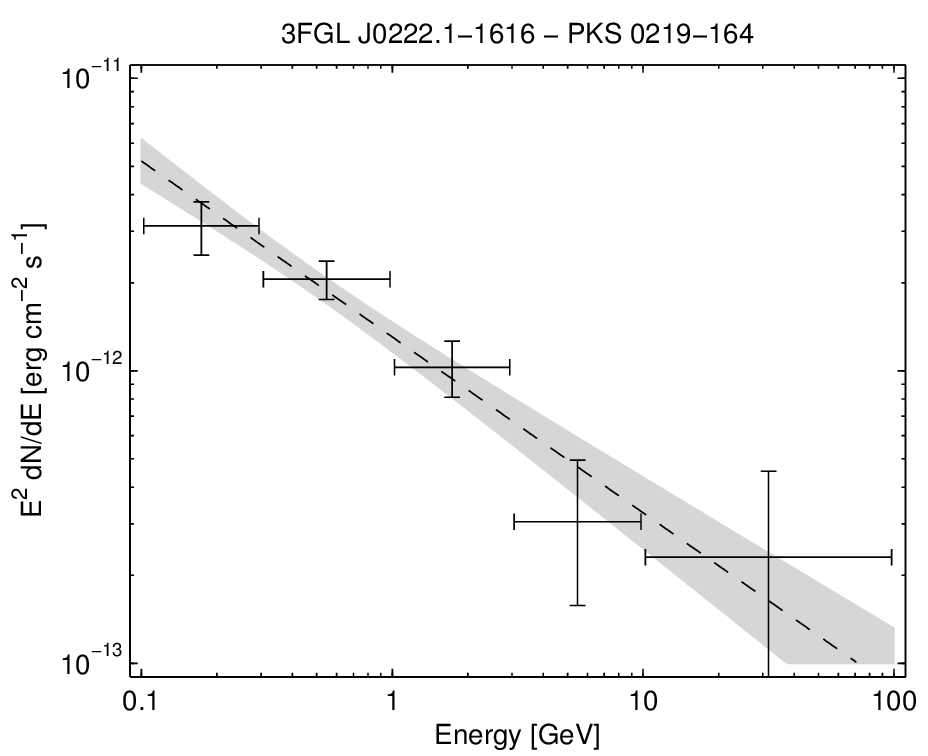 3FGL J0222.1−1616 − PKS 0219−164
10⁻¹¹
10⁻¹²
10⁻¹³
E² dN/dE [erg cm⁻² s⁻¹]
0.1 1 10 100
Energy [GeV]